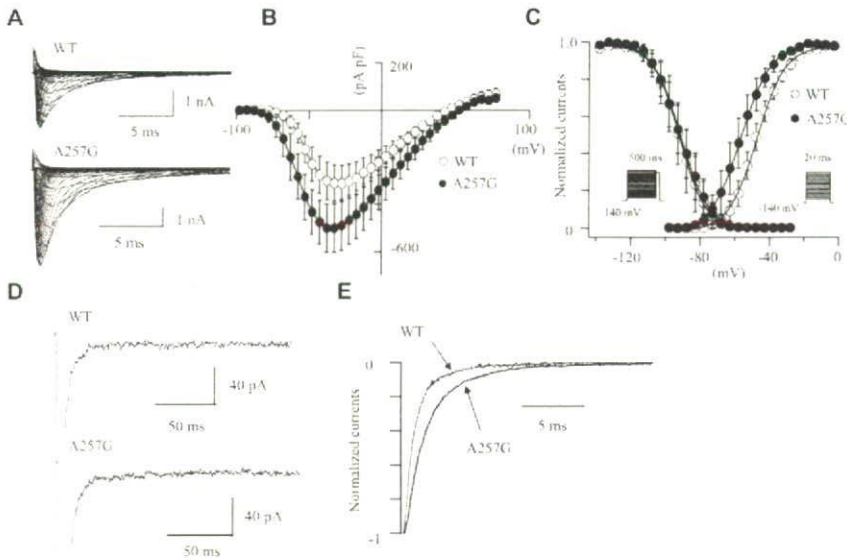 A
WT
1 nA
5 ms
A257G
1 nA
5 ms
B
200
(pA pF)
-100
100
(mV)
WT
A257G
-600
C
1.0
Normalized currents
0
WT
A257G
500 ms
-140 mV
20 ms
-140 mV
-120
-80
-40
0
(mV)
D
WT
40 pA
50 ms
A257G
40 pA
50 ms
E
WT
0
Normalized currents
-1
A257G
5 ms